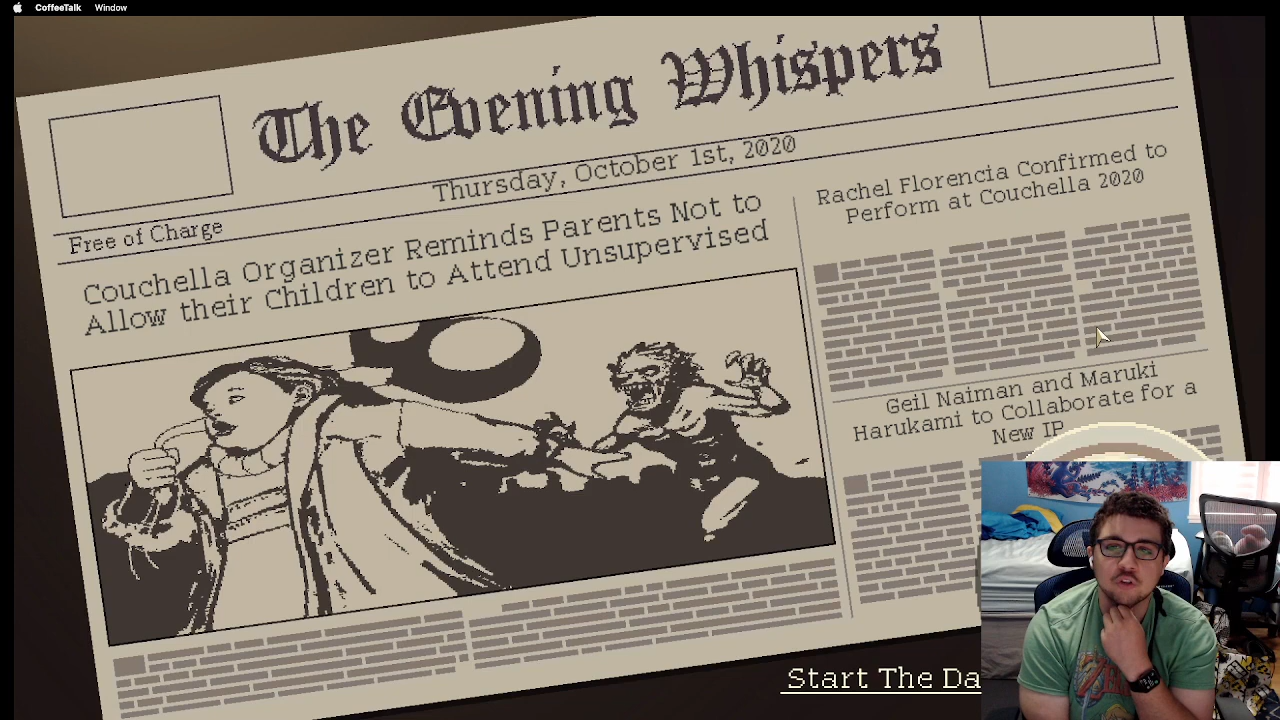 CoffeeTalk Window
The Evening Whispers
Thursday, October 1st, 2020
Free of Charge
Couchella Organizer Reminds Parents Not to
Allow their Children to Attend Unsupervised
Rachel Florencia Confirmed to
Perform at Couchella 2020
Geil Naiman and Maruki
Harukami to Collaborate for a
New IP
Start The Da